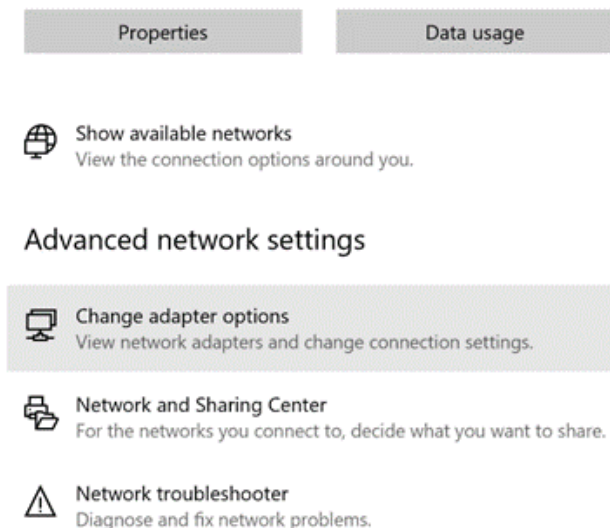 Properties
Data usage
Show available networks
View the connection options around you.
Advanced network settings
Change adapter options
View network adapters and change connection settings.
Network and Sharing Center
For the networks you connect to, decide what you want to share.
Network troubleshooter
Diagnose and fix network problems.